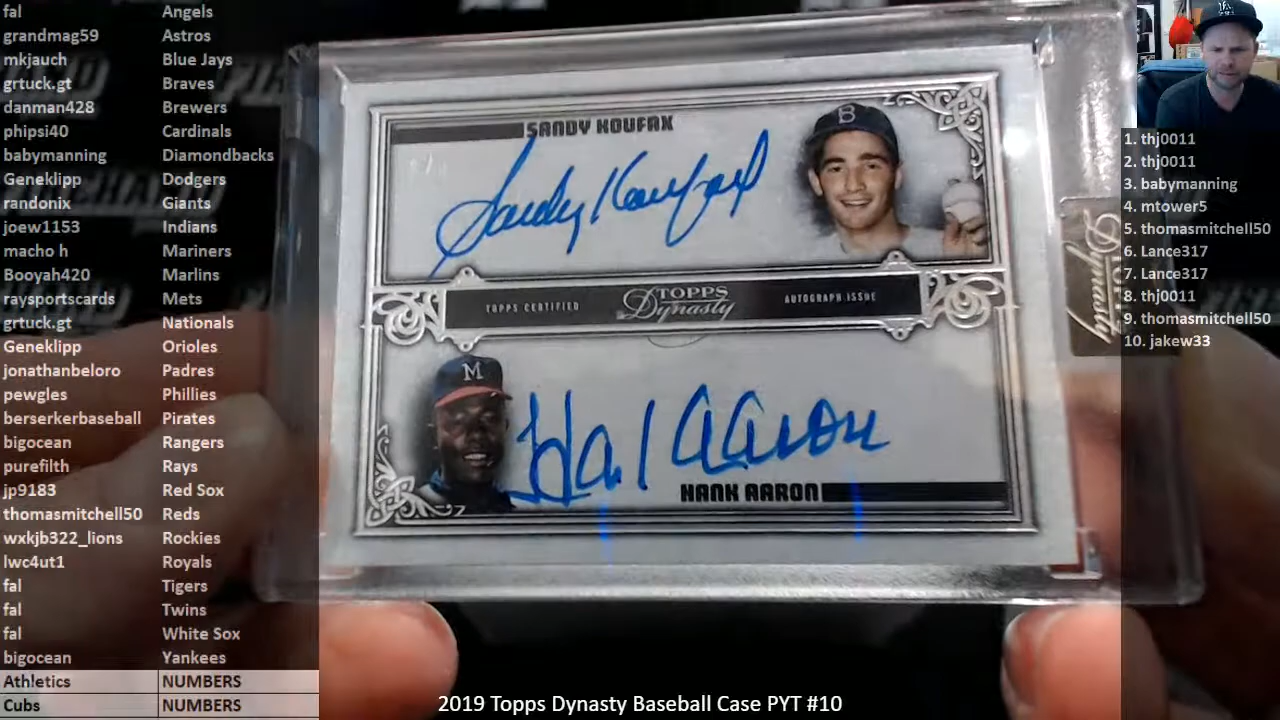 fal Angels
grandmag59 Astros
mkjauch Blue Jays
grtuck.gt Braves
danman428 Brewers
phipsi40 Cardinals
babymanning Diamondbacks
Geneklipp Dodgers
randonix Giants
joew1153 Indians
macho h Mariners
Booyah420 Marlins
raysportscards Mets
grtuck.gt Nationals
Geneklipp Orioles
jonathanbeloro Padres
pewgles Phillies
berserkerbaseball Pirates
bigocean Rangers
purefilth Rays
jp9183 Red Sox
thomasmitchell50 Reds
wxkjb322_lions Rockies
lwc4ut1 Royals
fal Tigers
fal Twins
fal White Sox
bigocean Yankees
Athletics NUMBERS
Cubs NUMBERS
SANDY KOUFAX
Sandy Koufax
B
TOPPS CERTIFIED
TOPPS
Dynasty
AUTOGRAPH ISSUE
M
Hank Aaron
HANK AARON
Dynasty
1. thj0011
2. thj0011
3. babymanning
4. mtower5
5. thomasmitchell50
6. Lance317
7. Lance317
8. thj0011
9. thomasmitchell50
10. jakew33
2019 Topps Dynasty Baseball Case PYT #10